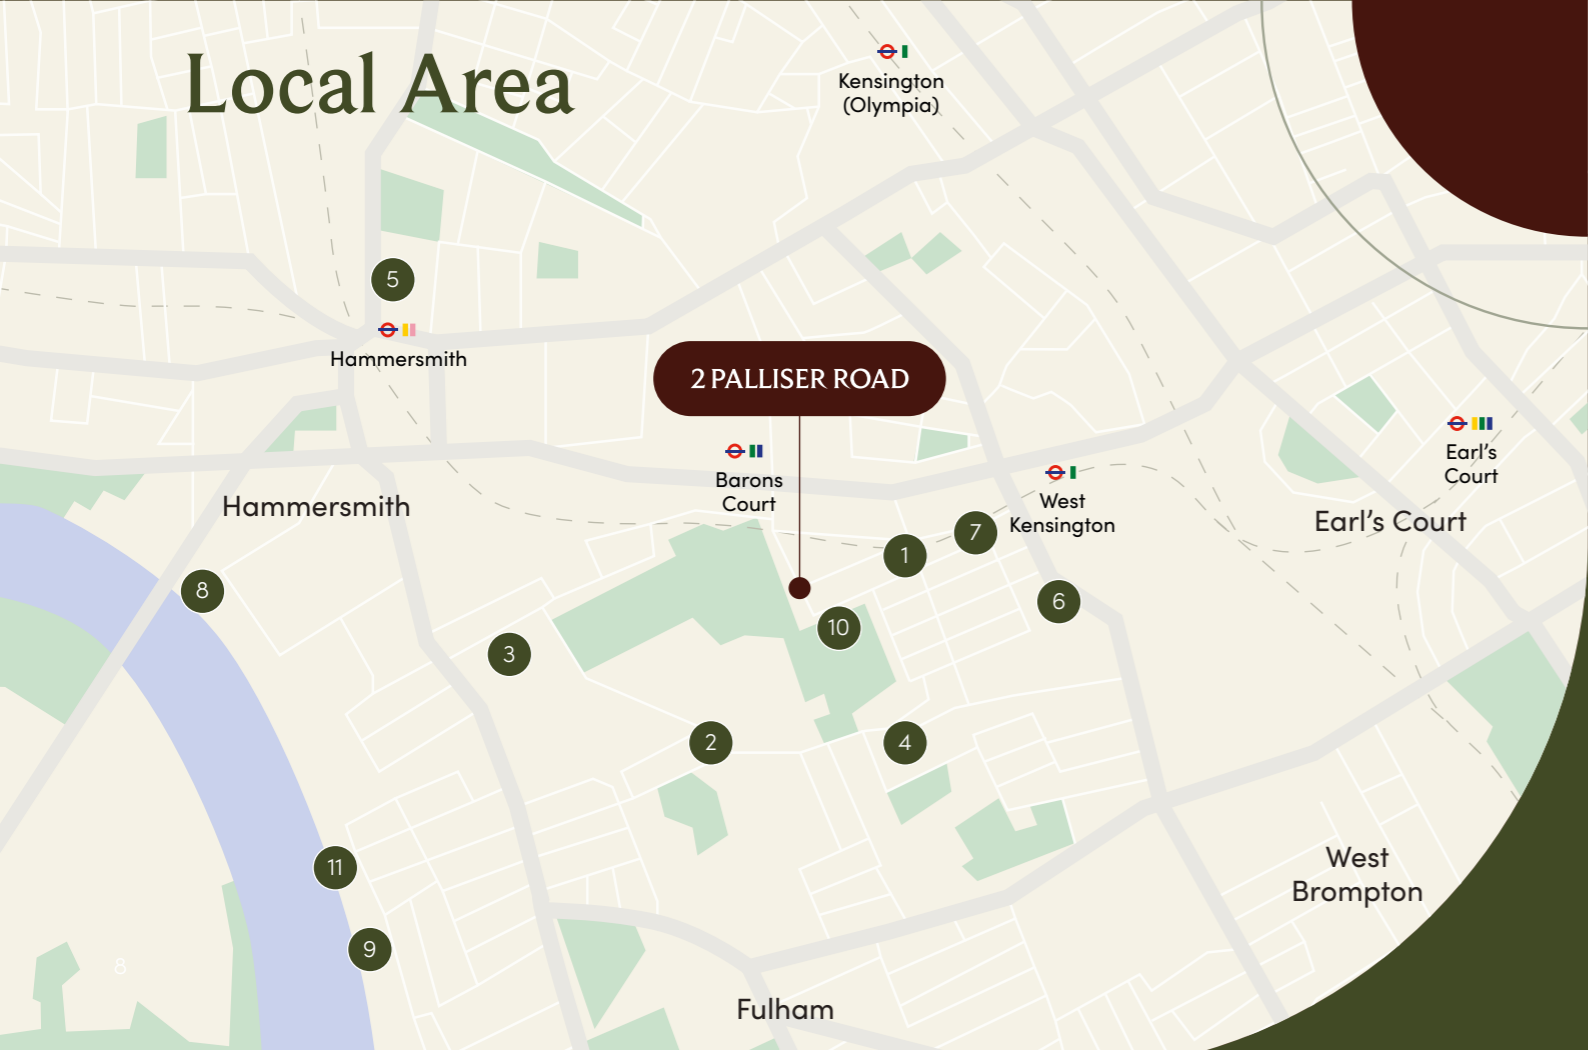 Local Area
Kensington
(Olympia)
5
Hammersmith
2 PALLISER ROAD
Barons
Court
Earl's
Court
West
Kensington
Hammersmith
Earl's Court
7
1
8
6
10
3
2
4
11
West
Brompton
9
8
Fulham